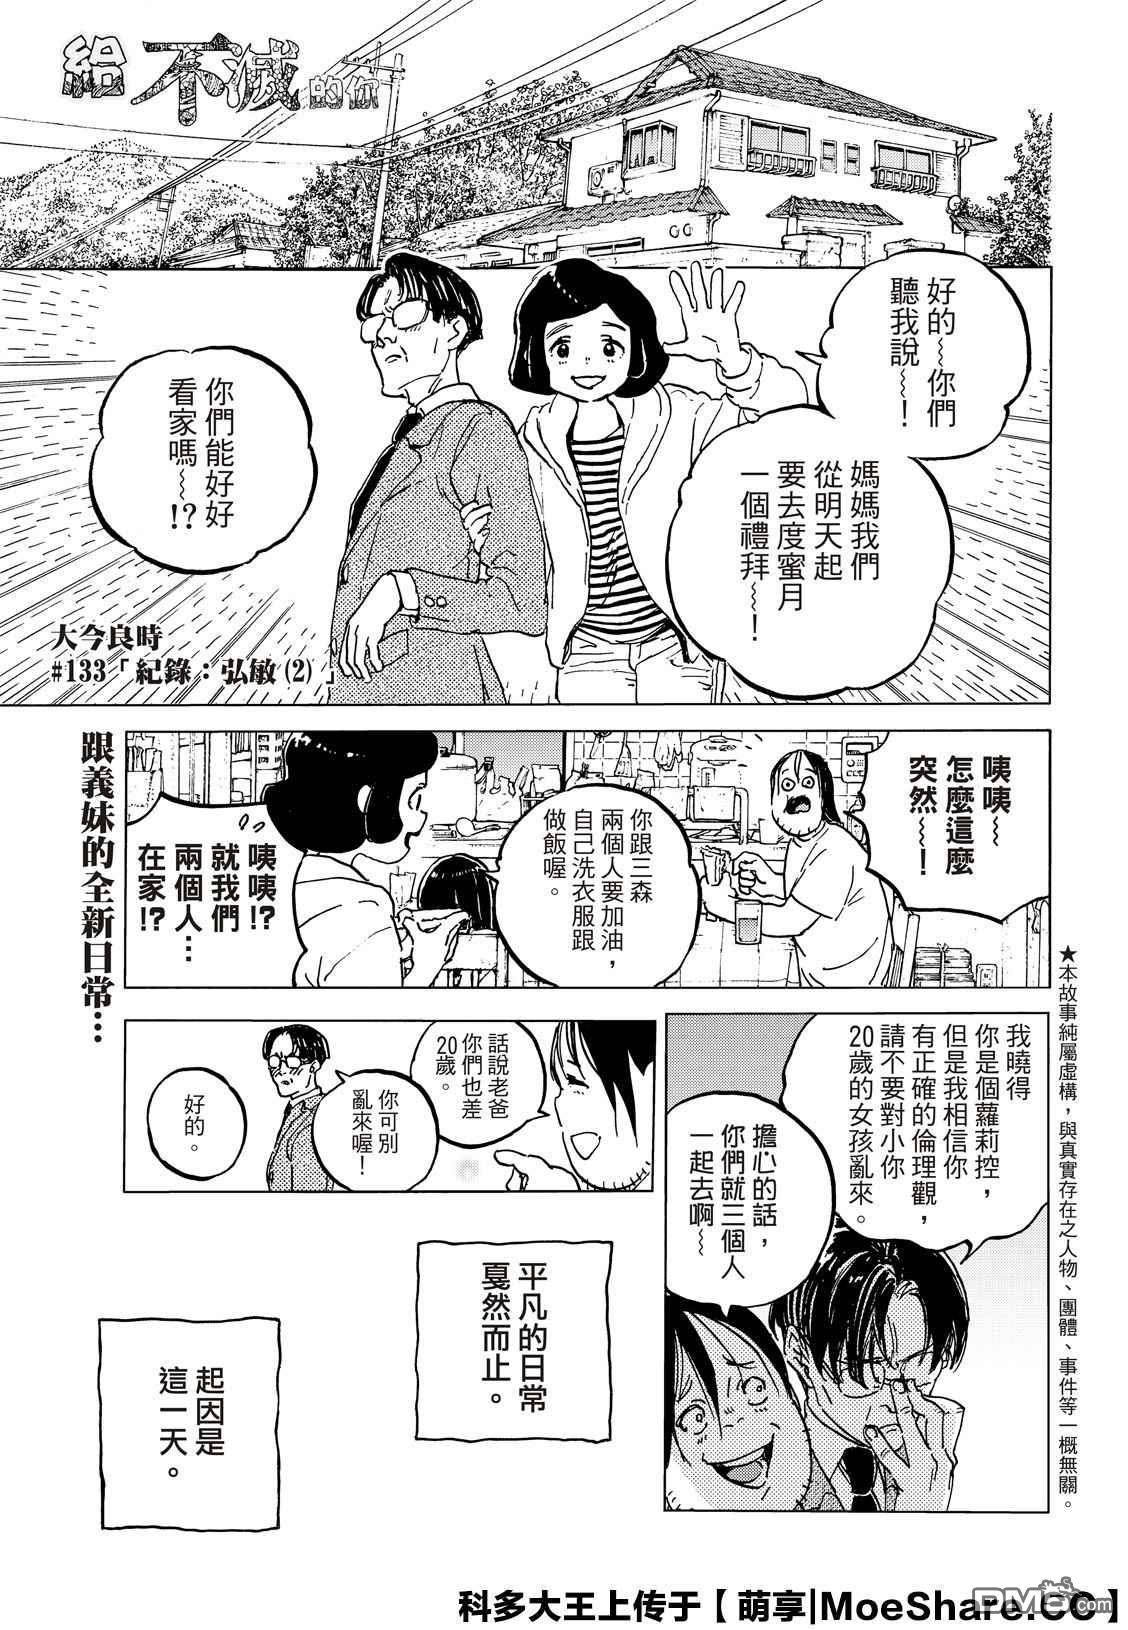 給不滅的你
好的～你們
聽我說～！
媽媽我們
從明天起
要去度蜜月
一個禮拜～！
你們能好好
看家嗎～!?
大今良時
#133「紀錄：弘敏(2)」
咦咦～
怎麼這麼
突然～！
你跟三森
兩個人要加油，
自己洗衣服跟
做飯喔。
咦咦!?
就我們
兩個人…
在家!?
跟義妹的全新日常…
我曉得
你是個蘿莉控，
但是我相信你
有正確的倫理觀，
請不要對小你
20歲的女孩亂來。
擔心的話，
你們就三個人
一起去啊～
話說老爸
你們也差
20歲。
你可別
亂來喔！
好的。
平凡的日常
戛然而止。
起因是
這一天。
★本故事純屬虛構，與真實存在之人物、團體、事件等一概無關。
科多大王上传于【萌享|MoeShare.CC】